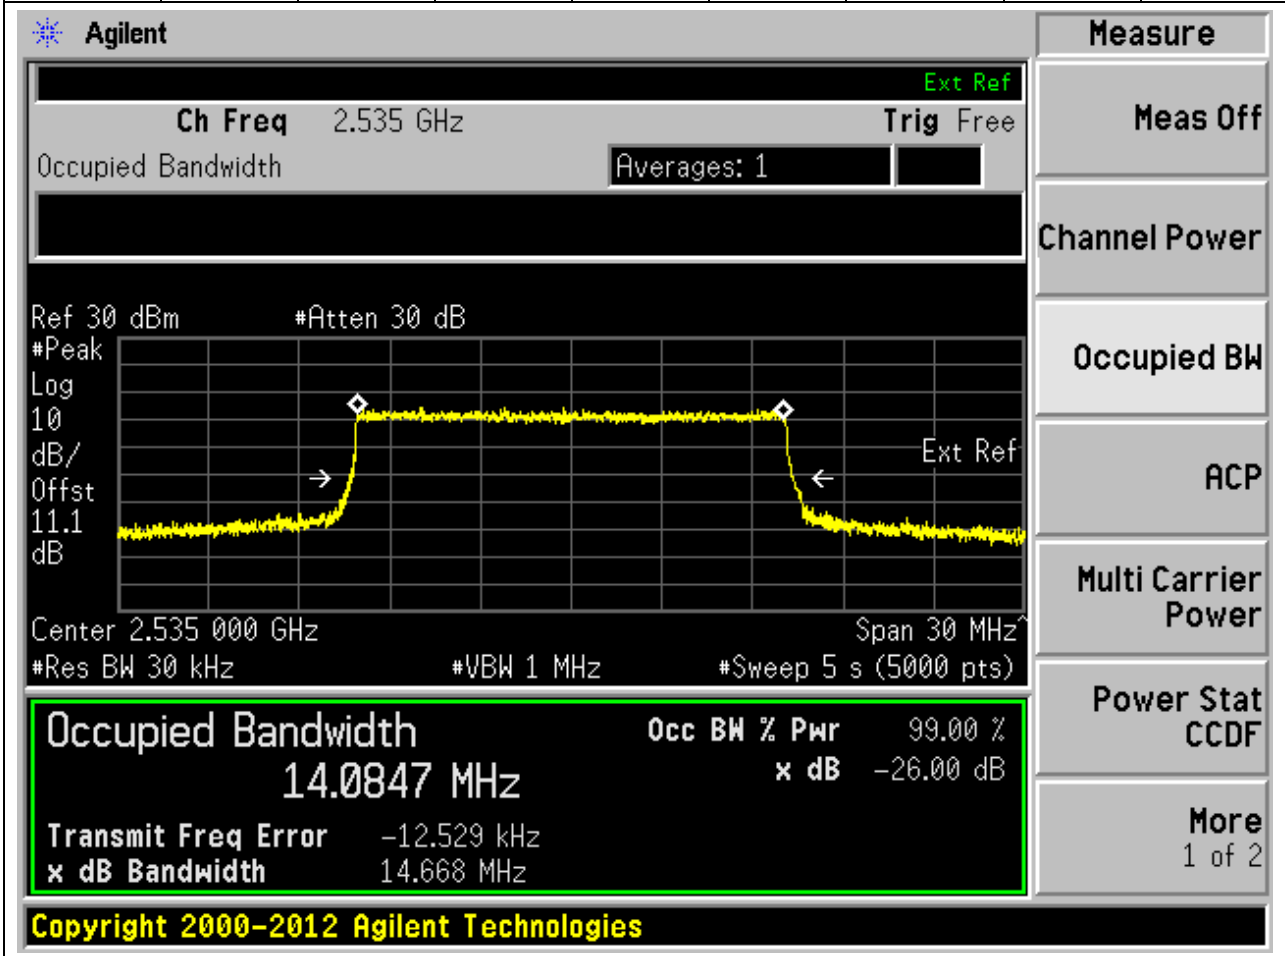 Agilent
Measure
Ext Ref
Ch Freq 2.535 GHz Trig Free
Meas Off
Occupied Bandwidth Averages: 1
Channel Power
Ref 30 dBm #Atten 30 dB
#Peak
Log
10
dB/
Offst
11.1
dB
Ext Ref
Occupied BW
ACP
Center 2.535 000 GHz Span 30 MHz^
#Res BW 30 kHz #VBW 1 MHz #Sweep 5 s (5000 pts)
Multi Carrier
Power
Occupied Bandwidth Occ BW % Pwr 99.00 %
14.0847 MHz x dB -26.00 dB
Transmit Freq Error -12.529 kHz
x dB Bandwidth 14.668 MHz
Power Stat
CCDF
More
1 of 2
Copyright 2000-2012 Agilent Technologies